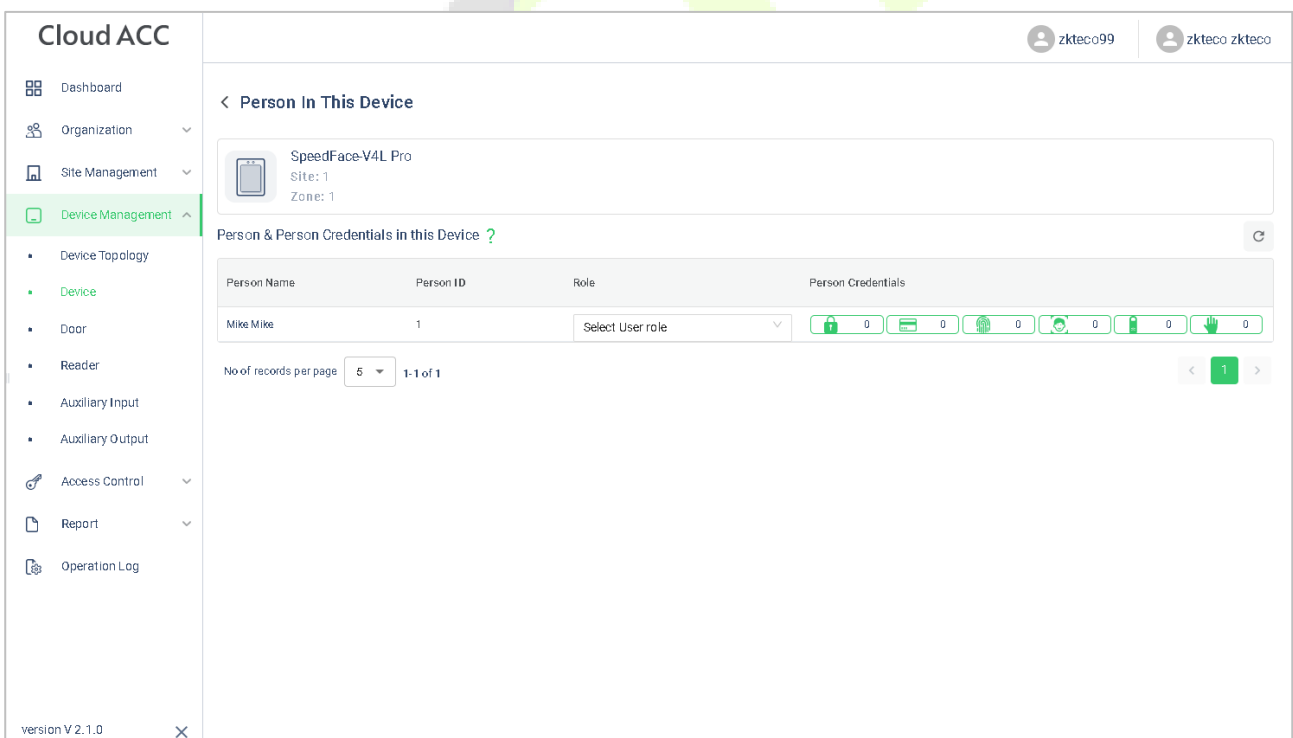 Cloud ACC
zkteco99
zkteco zkteco
Dashboard
Organization
Site Management
Device Management
Device Topology
Device
Door
Reader
Auxiliary Input
Auxiliary Output
Access Control
Report
Operation Log
version V 2.1.0
Person In This Device
SpeedFace-V4L Pro
Site: 1
Zone: 1
Person & Person Credentials in this Device ?
Person Name Person ID Role Person Credentials
Mike Mike 1 Select User role 0 0 0 0 0 0
No of records per page 5 1-1 of 1 < 1 >